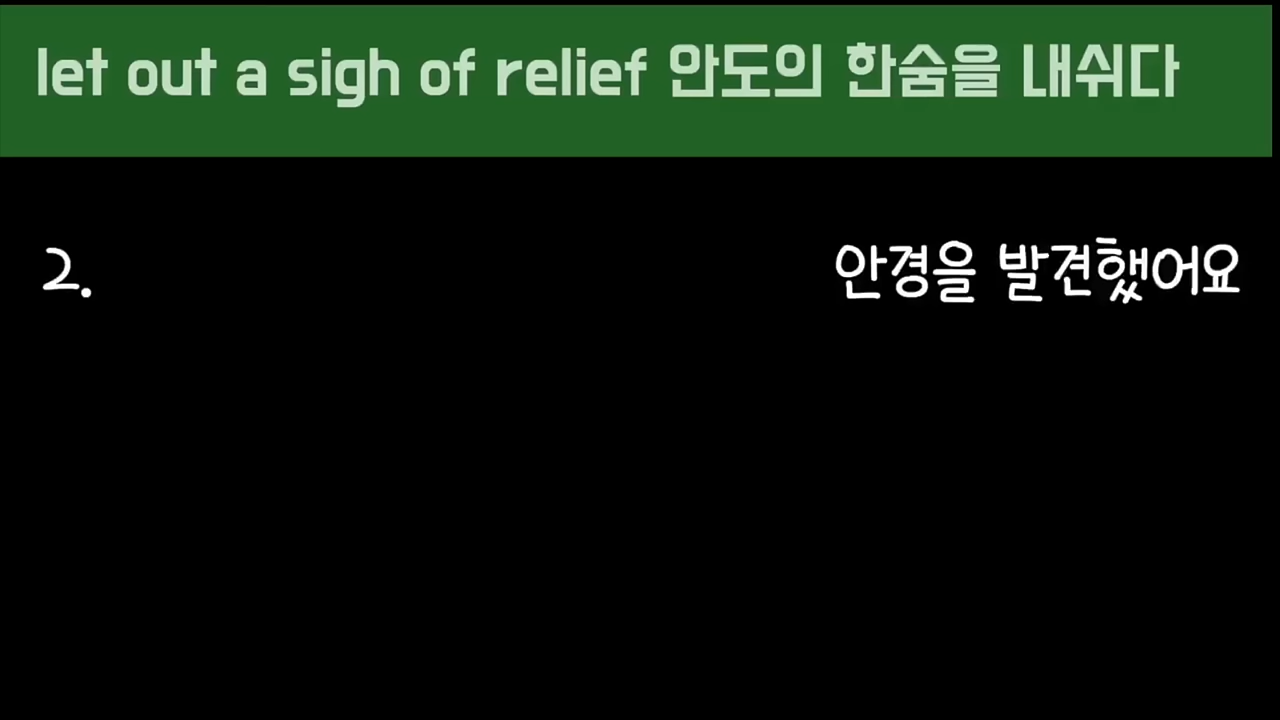 let out a sigh of relief 안도의 한숨을 내쉬다
2. 안경을 발견했어요